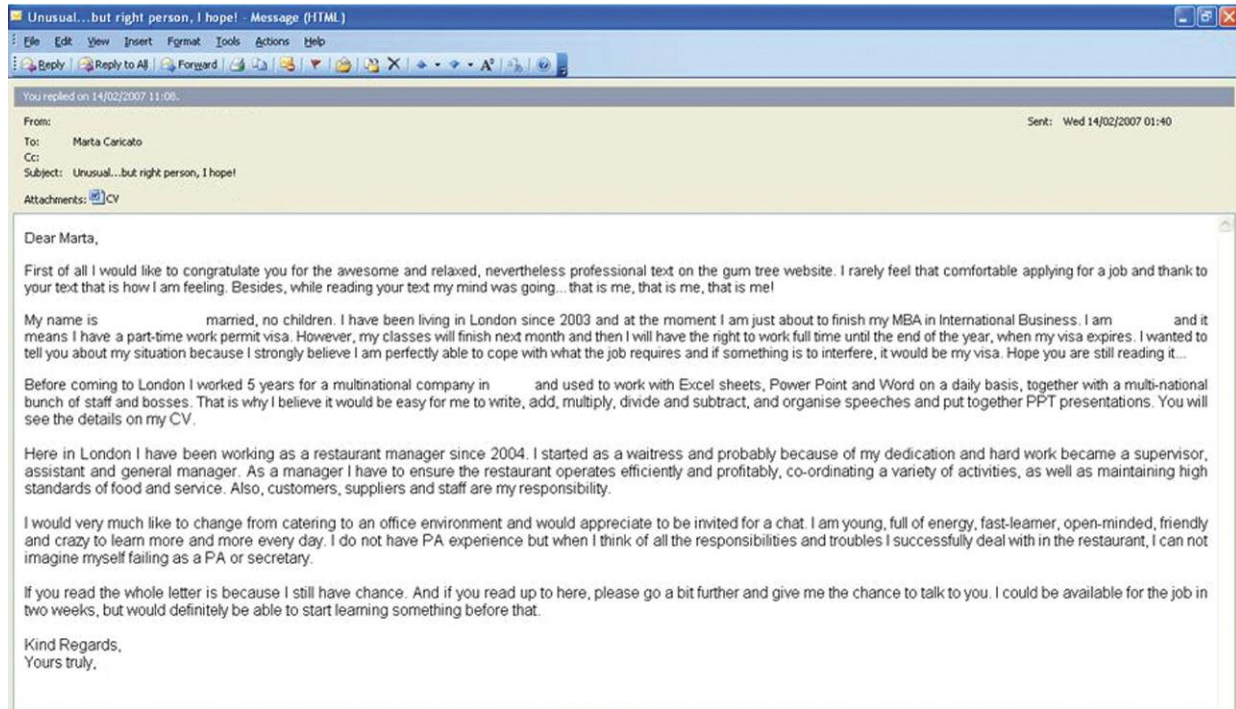 Unusual...but right person, I hope! - Message (HTML)
File Edit View Insert Format Tools Actions Help
Reply Reply to All Forward
You replied on 14/02/2007 11:08.
From: Sent: Wed 14/02/2007 01:40
To: Marta Caricato
Cc:
Subject: Unusual...but right person, I hope!
Attachments: CV
Dear Marta,
First of all I would like to congratulate you for the awesome and relaxed, nevertheless professional text on the gum tree website. I rarely feel that comfortable applying for a job and thank to
your text that is how I am feeling. Besides, while reading your text my mind was going... that is me, that is me, that is me!
My name is married, no children. I have been living in London since 2003 and at the moment I am just about to finish my MBA in International Business. I am and it
means I have a part-time work permit visa. However, my classes will finish next month and then I will have the right to work full time until the end of the year, when my visa expires. I wanted to
tell you about my situation because I strongly believe I am perfectly able to cope with what the job requires and if something is to interfere, it would be my visa. Hope you are still reading it...
Before coming to London I worked 5 years for a multinational company in and used to work with Excel sheets, Power Point and Word on a daily basis, together with a multi-national
bunch of staff and bosses. That is why I believe it would be easy for me to write, add, multiply, divide and subtract, and organise speeches and put together PPT presentations. You will
see the details on my CV.
Here in London I have been working as a restaurant manager since 2004. I started as a waitress and probably because of my dedication and hard work became a supervisor,
assistant and general manager. As a manager I have to ensure the restaurant operates efficiently and profitably, co-ordinating a variety of activities, as well as maintaining high
standards of food and service. Also, customers, suppliers and staff are my responsibility.
I would very much like to change from catering to an office environment and would appreciate to be invited for a chat. I am young, full of energy, fast-learner, open-minded, friendly
and crazy to learn more and more every day. I do not have PA experience but when I think of all the responsibilities and troubles I successfully deal with in the restaurant, I can not
imagine myself failing as a PA or secretary.
If you read the whole letter is because I still have chance. And if you read up to here, please go a bit further and give me the chance to talk to you. I could be available for the job in
two weeks, but would definitely be able to start learning something before that.
Kind Regards,
Yours truly,